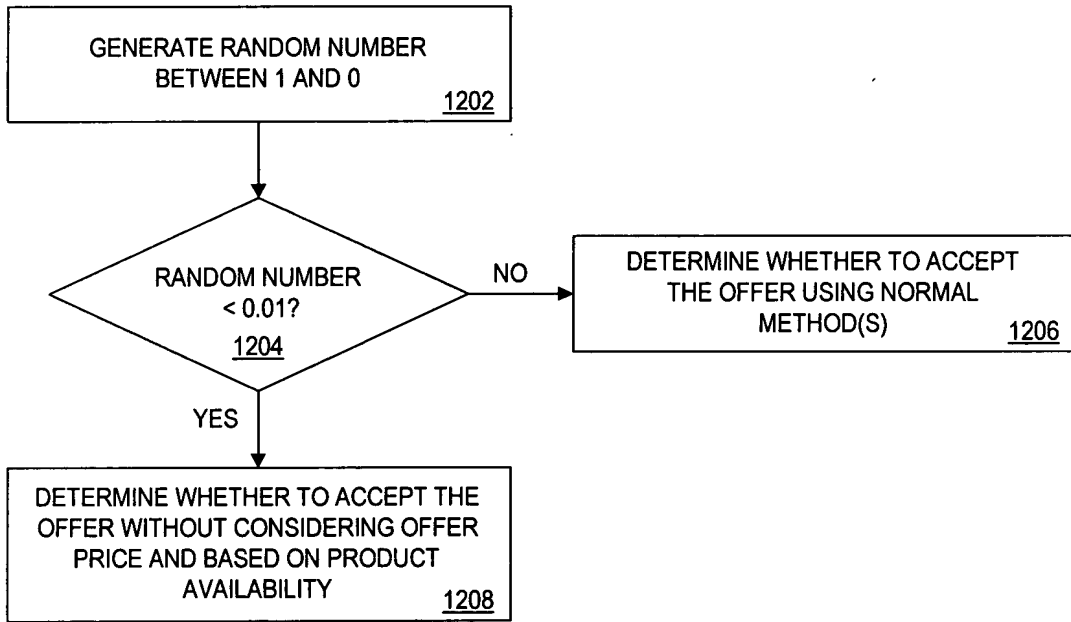 GENERATE RANDOM NUMBER
BETWEEN 1 AND 0
1202
RANDOM NUMBER
< 0.01?
1204
NO
DETERMINE WHETHER TO ACCEPT
THE OFFER USING NORMAL
METHOD(S)
1206
YES
DETERMINE WHETHER TO ACCEPT THE
OFFER WITHOUT CONSIDERING OFFER
PRICE AND BASED ON PRODUCT
AVAILABILITY
1208